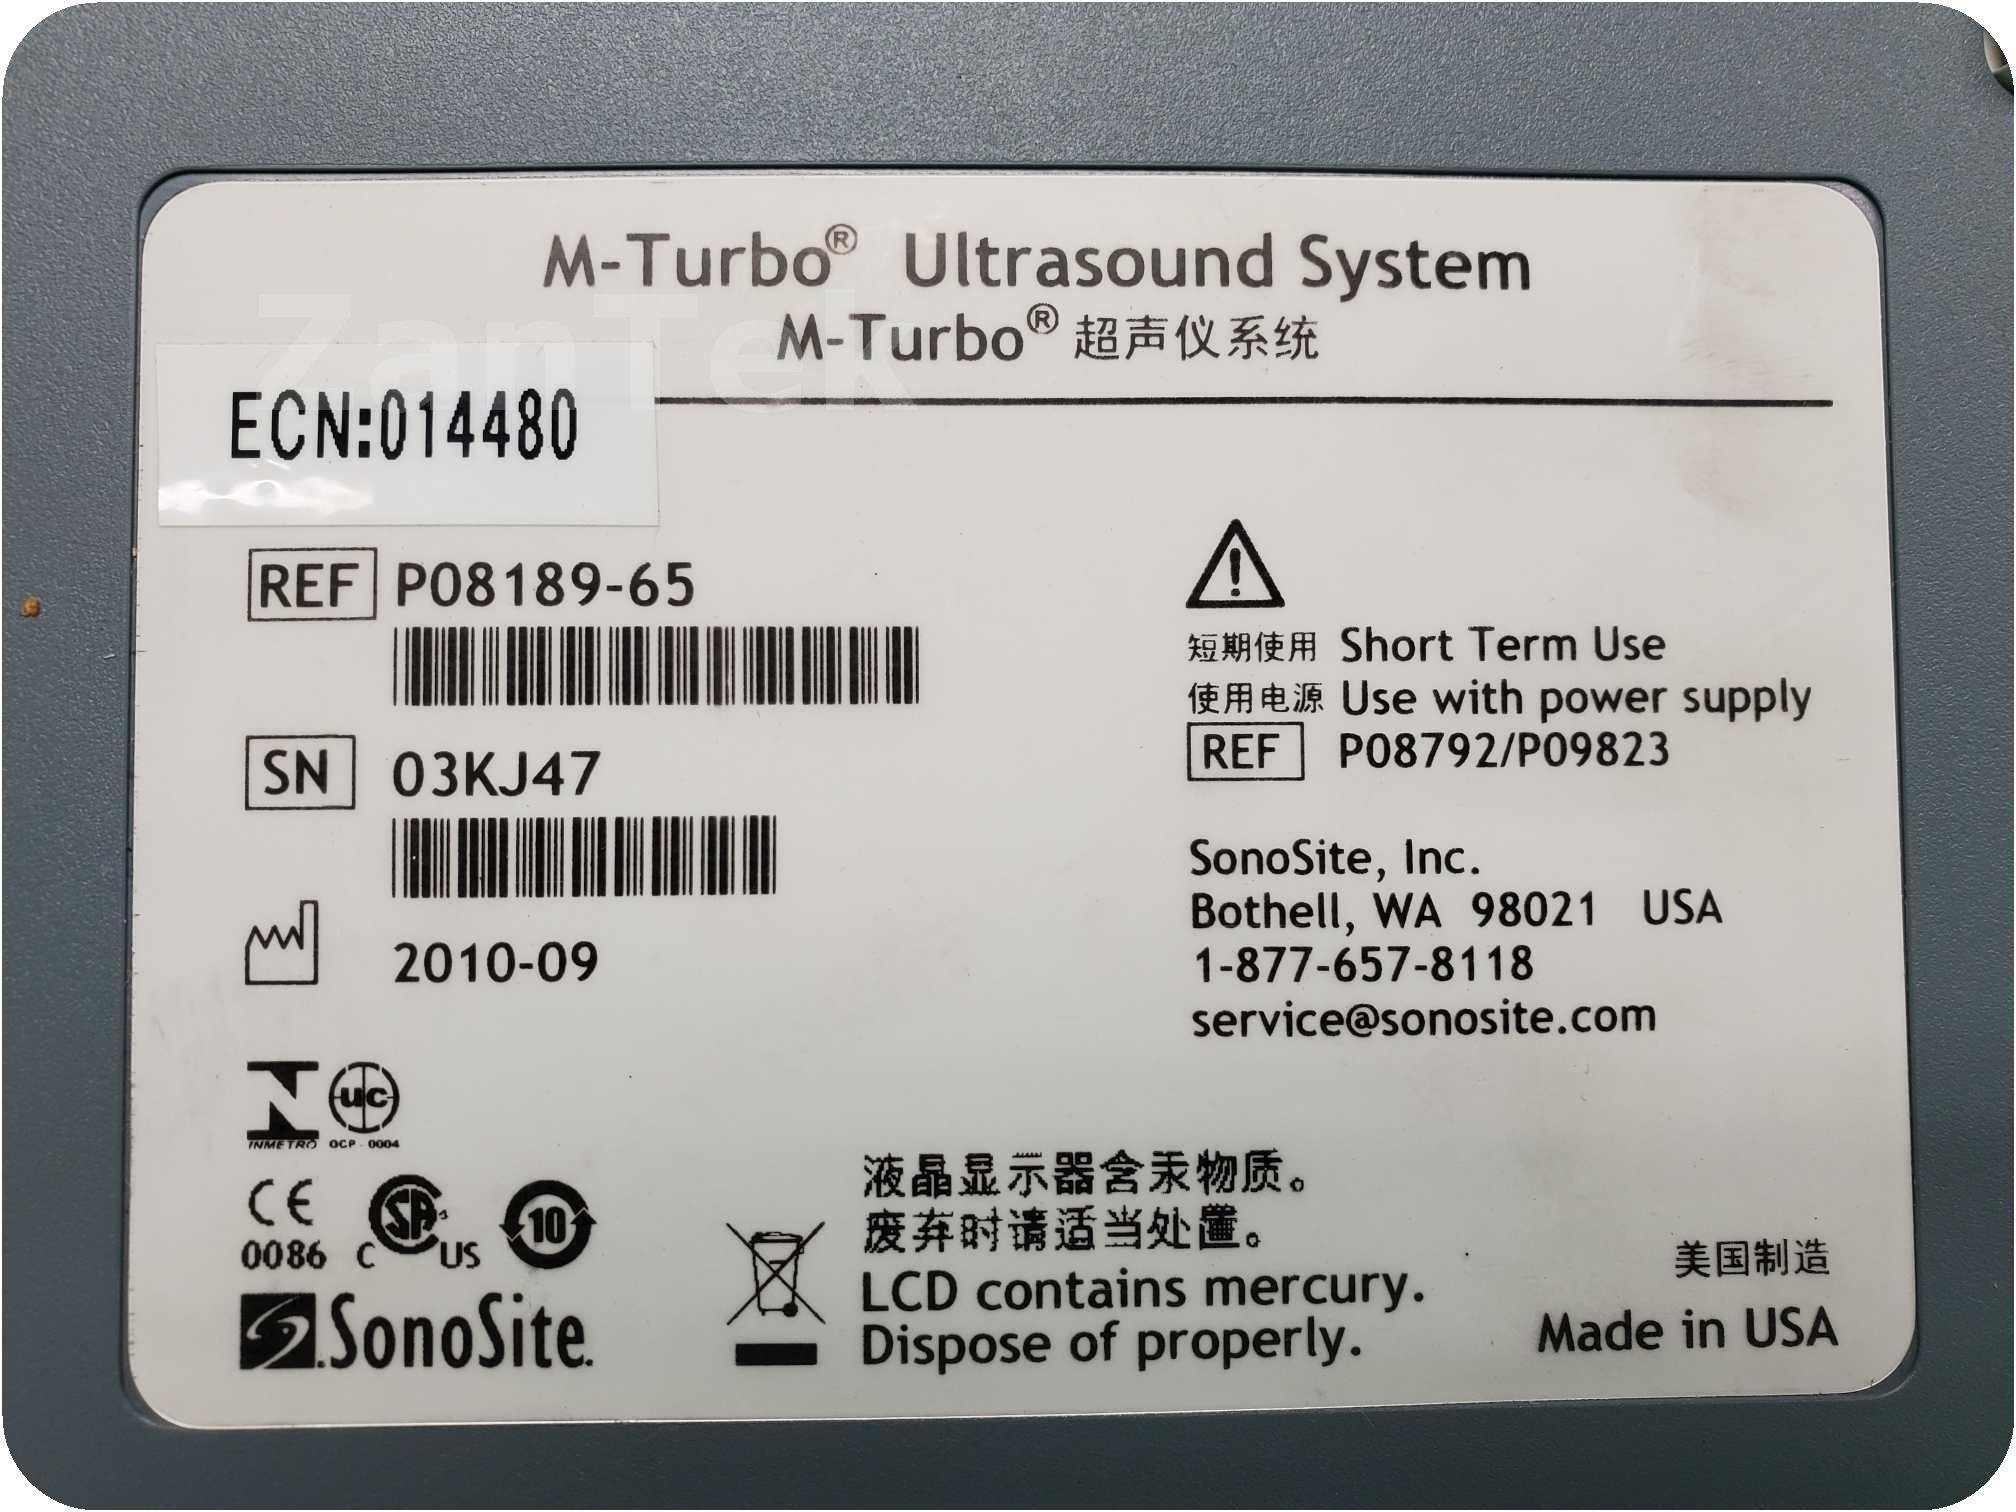 M-Turbo® Ultrasound System
M-Turbo® 超声仪系统
ZanTek
ECN:014480
REF P08189-65
SN 03KJ47
2010-09
短期使用 Short Term Use
使用电源 Use with power supply
REF P08792/P09823
SonoSite, Inc.
Bothell, WA 98021 USA
1-877-657-8118
service@sonosite.com
UC
INMETRO OCP - 0004
CE
0086
C SA US
10
SonoSite.
液晶显示器含汞物质。
废弃时请适当处置。
LCD contains mercury.
Dispose of properly.
美国制造
Made in USA